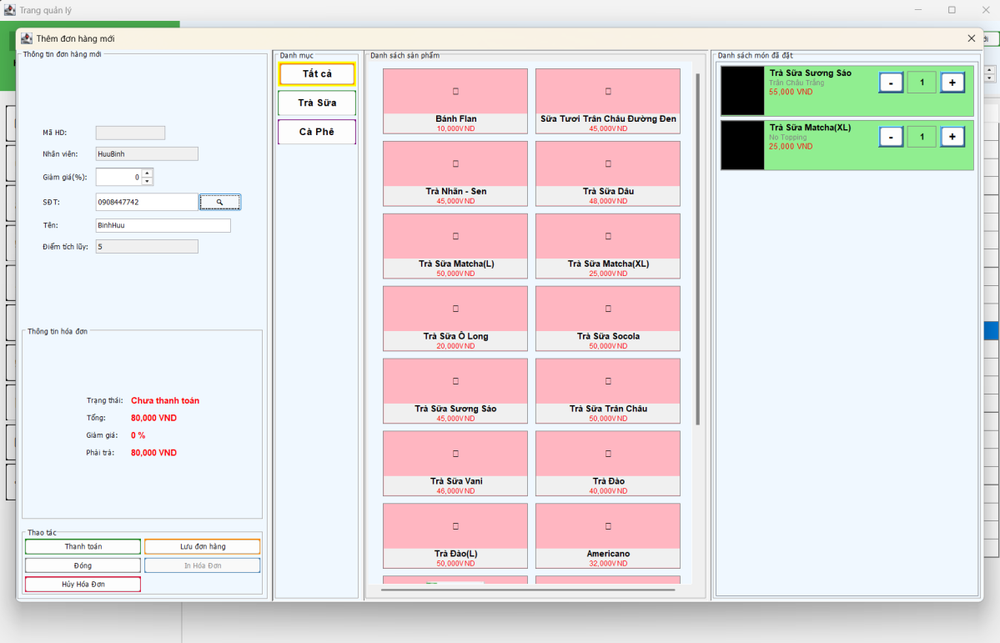 Trang quản lý
Thêm đơn hàng mới
Thông tin đơn hàng mới
Mã HD:
Nhân viên:
HuuBinh
Giảm giá(%):
0
SĐT:
0908447742
Tên:
BinhHuu
Điểm tích lũy:
5
Thông tin hóa đơn
Trạng thái:
Chưa thanh toán
Tổng:
80,000 VND
Giảm giá:
0 %
Phải trả:
80,000 VND
Thao tác
Thanh toán
Lưu đơn hàng
Đóng
In Hóa Đơn
Hủy Hóa Đơn
Danh mục
Tất cả
Trà Sữa
Cà Phê
Danh sách sản phẩm
Bánh Flan
10,000VND
Sữa Tươi Trân Châu Đường Đen
45,000VND
Trà Nhãn - Sen
45,000VND
Trà Sữa Dâu
48,000VND
Trà Sữa Matcha(L)
50,000VND
Trà Sữa Matcha(XL)
25,000VND
Trà Sữa Ô Long
20,000VND
Trà Sữa Socola
50,000VND
Trà Sữa Sương Sáo
45,000VND
Trà Sữa Trân Châu
50,000VND
Trà Sữa Vani
46,000VND
Trà Đào
40,000VND
Trà Đào(L)
50,000VND
Americano
32,000VND
Danh sách món đã đặt
Trà Sữa Sương Sáo
Trân Châu Trắng
55,000 VND
-
1
+
Trà Sữa Matcha(XL)
No Topping
25,000 VND
-
1
+